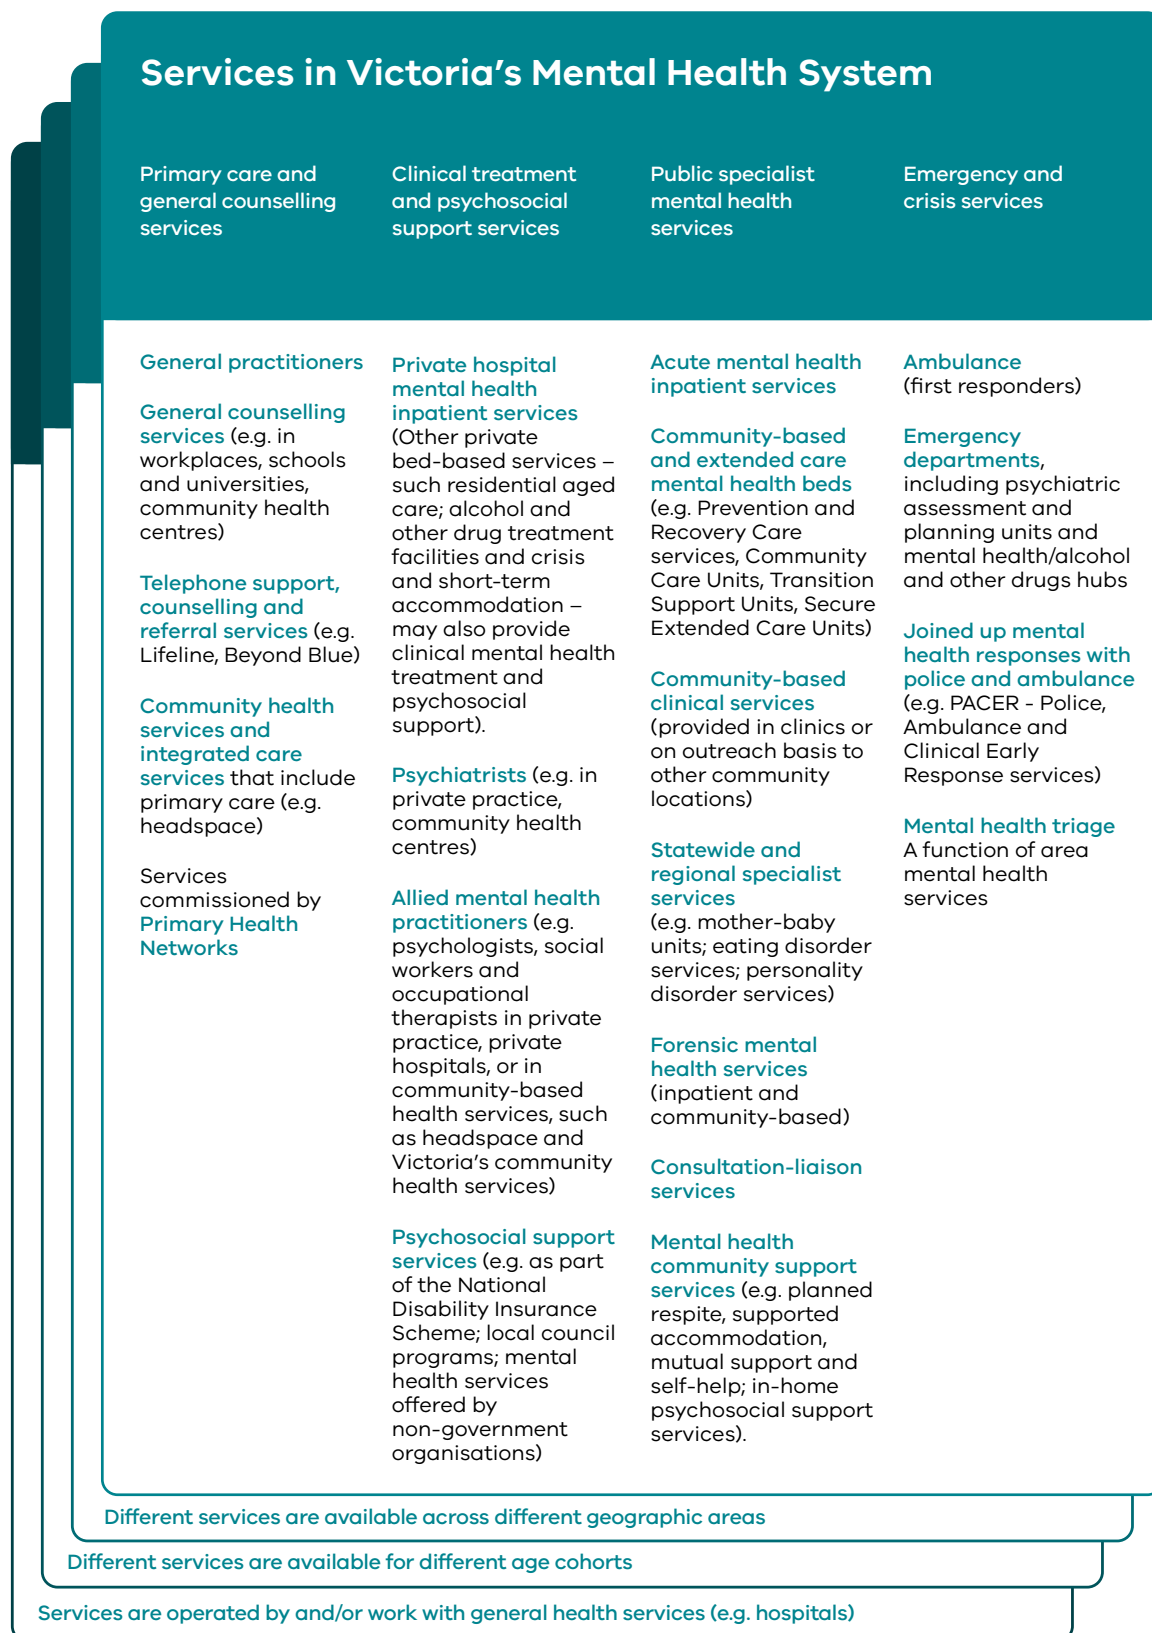 Services in Victoria's Mental Health System
Primary care and
general counselling
services
Clinical treatment
and psychosocial
support services
Public specialist
mental health
services
Emergency and
crisis services
General practitioners
General counselling
services (e.g. in
workplaces, schools
and universities,
community health
centres)
Telephone support,
counselling and
referral services (e.g.
Lifeline, Beyond Blue)
Community health
services and
integrated care
services that include
primary care (e.g.
headspace)
Services
commissioned by
Primary Health
Networks
Private hospital
mental health
inpatient services
(Other private
bed-based services –
such residential aged
care; alcohol and
other drug treatment
facilities and crisis
and short-term
accommodation –
may also provide
clinical mental health
treatment and
psychosocial
support).
Psychiatrists (e.g. in
private practice,
community health
centres)
Allied mental health
practitioners (e.g.
psychologists, social
workers and
occupational
therapists in private
practice, private
hospitals, or in
community-based
health services, such
as headspace and
Victoria's community
health services)
Psychosocial support
services (e.g. as part
of the National
Disability Insurance
Scheme; local council
programs; mental
health services
offered by
non-government
organisations)
Acute mental health
inpatient services
Community-based
and extended care
mental health beds
(e.g. Prevention and
Recovery Care
services, Community
Care Units, Transition
Support Units, Secure
Extended Care Units)
Community-based
clinical services
(provided in clinics or
on outreach basis to
other community
locations)
Statewide and
regional specialist
services
(e.g. mother-baby
units; eating disorder
services; personality
disorder services)
Forensic mental
health services
(inpatient and
community-based)
Consultation-liaison
services
Mental health
community support
services (e.g. planned
respite, supported
accommodation,
mutual support and
self-help; in-home
psychosocial support
services).
Ambulance
(first responders)
Emergency
departments,
including psychiatric
assessment and
planning units and
mental health/alcohol
and other drugs hubs
Joined up mental
health responses with
police and ambulance
(e.g. PACER - Police,
Ambulance and
Clinical Early
Response services)
Mental health triage
A function of area
mental health
services
Different services are available across different geographic areas
Different services are available for different age cohorts
Services are operated by and/or work with general health services (e.g. hospitals)